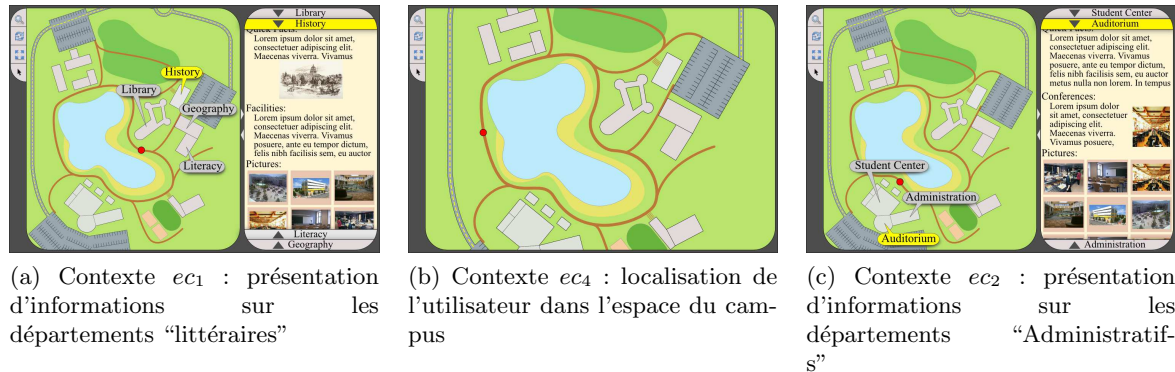 Library
History
Quick Facts:
Lorem ipsum dolor sit amet,
consectetuer adipiscing elit.
Maecenas viverra. Vivamus
History
Library
Geography
Literacy
Facilities:
Lorem ipsum dolor sit amet,
consectetuer adipiscing elit.
Maecenas viverra. Vivamus
posuere, ante eu tempor dictum,
felis nibh facilisis sem, eu auctor
Pictures:
Literacy
Geography
Student Center
Auditorium
Quick Facts:
Lorem ipsum dolor sit amet,
consectetuer adipiscing elit.
Maecenas viverra. Vivamus
posuere, ante eu tempor dictum,
felis nibh facilisis sem, eu auctor
metus nulla non lorem. In tempus
Conferences:
Lorem ipsum dolor
sit amet, consectetuer
adipiscing elit.
Maecenas viverra.
Vivamus posuere,
Pictures:
Student Center
Administration
Auditorium
Administration
(a) Contexte ec1 : présentation
d'informations sur les
départements “littéraires”
(b) Contexte ec4 : localisation de
l'utilisateur dans l'espace du cam-
pus
(c) Contexte ec2 : présentation
d'informations sur les
départements “Administratif-
s”